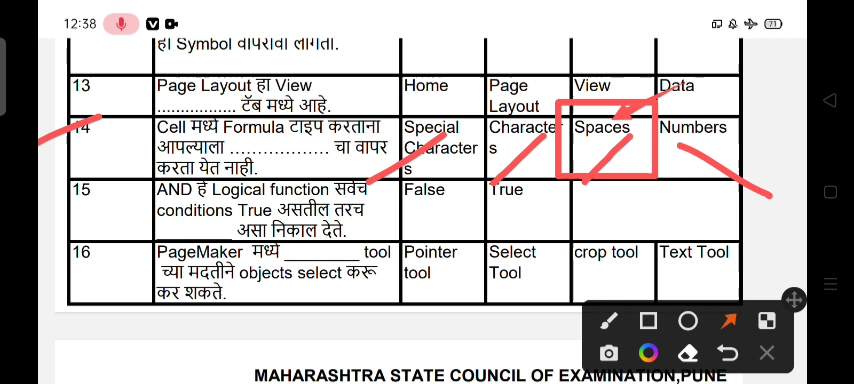 12:38
71
हा Symbol वापरावा लागतो.
13 Page Layout हा View Home Page View Data
................ टॅब मध्ये आहे. Layout
14 Cell मध्ये Formula टाइप करताना Special Character Spaces Numbers
आपल्याला .................. चा वापर Character s
करता येत नाही. s
15 AND हे Logical function सर्वच False True
conditions True असतील तरच
_________ असा निकाल देते.
16 PageMaker मध्ये _________ tool Pointer Select crop tool Text Tool
च्या मदतीने objects select करू tool Tool
कर शकते.
MAHARASHTRA STATE COUNCIL OF EXAMINATION,PUNE